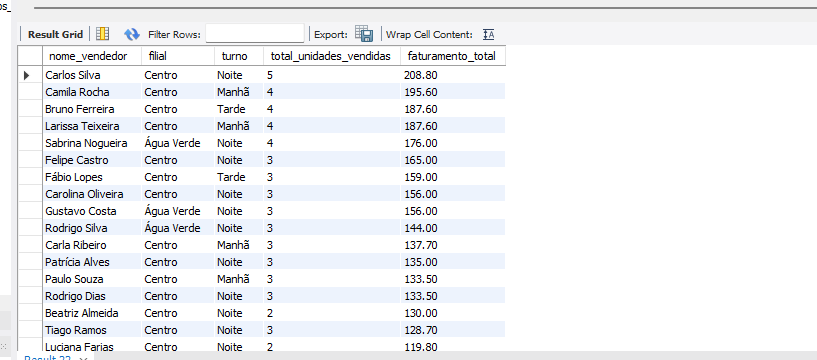 os_
Result Grid Filter Rows: Export: Wrap Cell Content:
nome_vendedor filial turno total_unidades_vendidas faturamento_total
Carlos Silva Centro Noite 5 208.80
Camila Rocha Centro Manhã 4 195.60
Bruno Ferreira Centro Tarde 4 187.60
Larissa Teixeira Centro Manhã 4 187.60
Sabrina Nogueira Água Verde Noite 4 176.00
Felipe Castro Centro Noite 3 165.00
Fábio Lopes Centro Tarde 3 159.00
Carolina Oliveira Centro Noite 3 156.00
Gustavo Costa Água Verde Noite 3 156.00
Rodrigo Silva Água Verde Noite 3 144.00
Carla Ribeiro Centro Manhã 3 137.70
Patrícia Alves Centro Noite 3 135.00
Paulo Souza Centro Manhã 3 133.50
Rodrigo Dias Centro Noite 3 133.50
Beatriz Almeida Centro Noite 2 130.00
Tiago Ramos Centro Noite 3 128.70
Luciana Farias Centro Noite 2 119.80